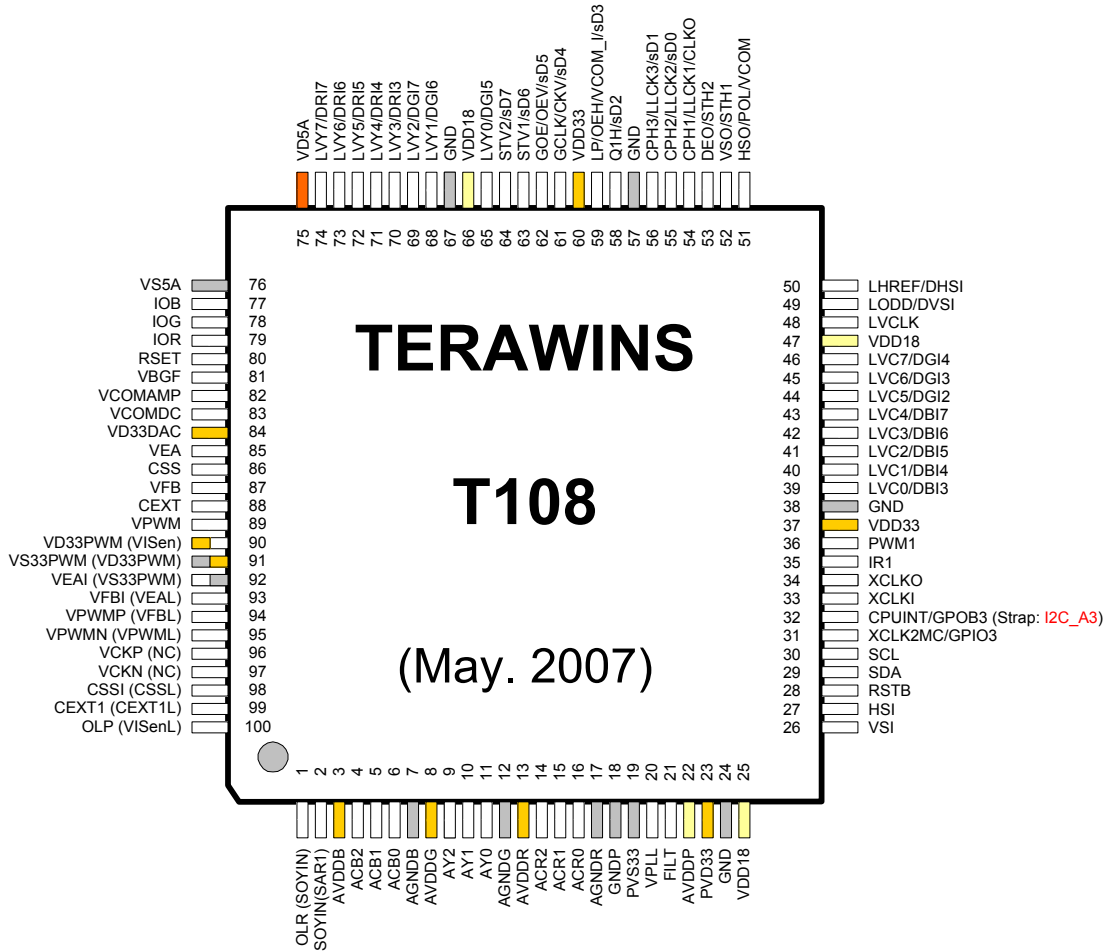 VD5A
LVY7/DRI7
LVY6/DRI6
LVY5/DRI5
LVY4/DRI4
LVY3/DRI3
LVY2/DGI7
LVY1/DGI6
GND
VDD18
LVY0/DGI5
STV2/sD7
STV1/sD6
GOE/OEV/sD5
GCLK/CKV/sD4
VDD33
LP/OEH/VCOM_I/sD3
Q1H/sD2
GND
CPH3/LLCK3/sD1
CPH2/LLCK2/sD0
CPH1/LLCK1/CLKO
DEO/STH2
VSO/STH1
HSO/POL/VCOM
75 74 73 72 71 70 69 68 67 66 65 64 63 62 61 60 59 58 57 56 55 54 53 52 51
VS5A 76
IOB 77
IOG 78
IOR 79
RSET 80
VBGF 81
VCOMAMP 82
VCOMDC 83
VD33DAC 84
VEA 85
CSS 86
VFB 87
CEXT 88
VPWM 89
VD33PWM (VISen) 90
VS33PWM (VD33PWM) 91
VEAI (VS33PWM) 92
VFBI (VEAL) 93
VPWMP (VFBL) 94
VPWMN (VPWML) 95
VCKP (NC) 96
VCKN (NC) 97
CSSI (CSSL) 98
CEXT1 (CEXT1L) 99
OLP (VISenL) 100
TERAWINS
T108
(May. 2007)
50 LHREF/DHSI
49 LODD/DVSI
48 LVCLK
47 VDD18
46 LVC7/DGI4
45 LVC6/DGI3
44 LVC5/DGI2
43 LVC4/DBI7
42 LVC3/DBI6
41 LVC2/DBI5
40 LVC1/DBI4
39 LVC0/DBI3
38 GND
37 VDD33
36 PWM1
35 IR1
34 XCLKO
33 XCLKI
32 CPUINT/GPOB3 (Strap: I2C_A3)
31 XCLK2MC/GPIO3
30 SCL
29 SDA
28 RSTB
27 HSI
26 VSI
1 2 3 4 5 6 7 8 9 10 11 12 13 14 15 16 17 18 19 20 21 22 23 24 25
OLR (SOYIN)
SOYIN(SAR1)
AVDDB
ACB2
ACB1
ACB0
AGNDB
AVDDG
AY2
AY1
AY0
AGNDG
AVDDR
ACR2
ACR1
ACR0
AGNDR
GNDP
PVS33
VPLL
FILT
AVDDP
PVD33
GND
VDD18